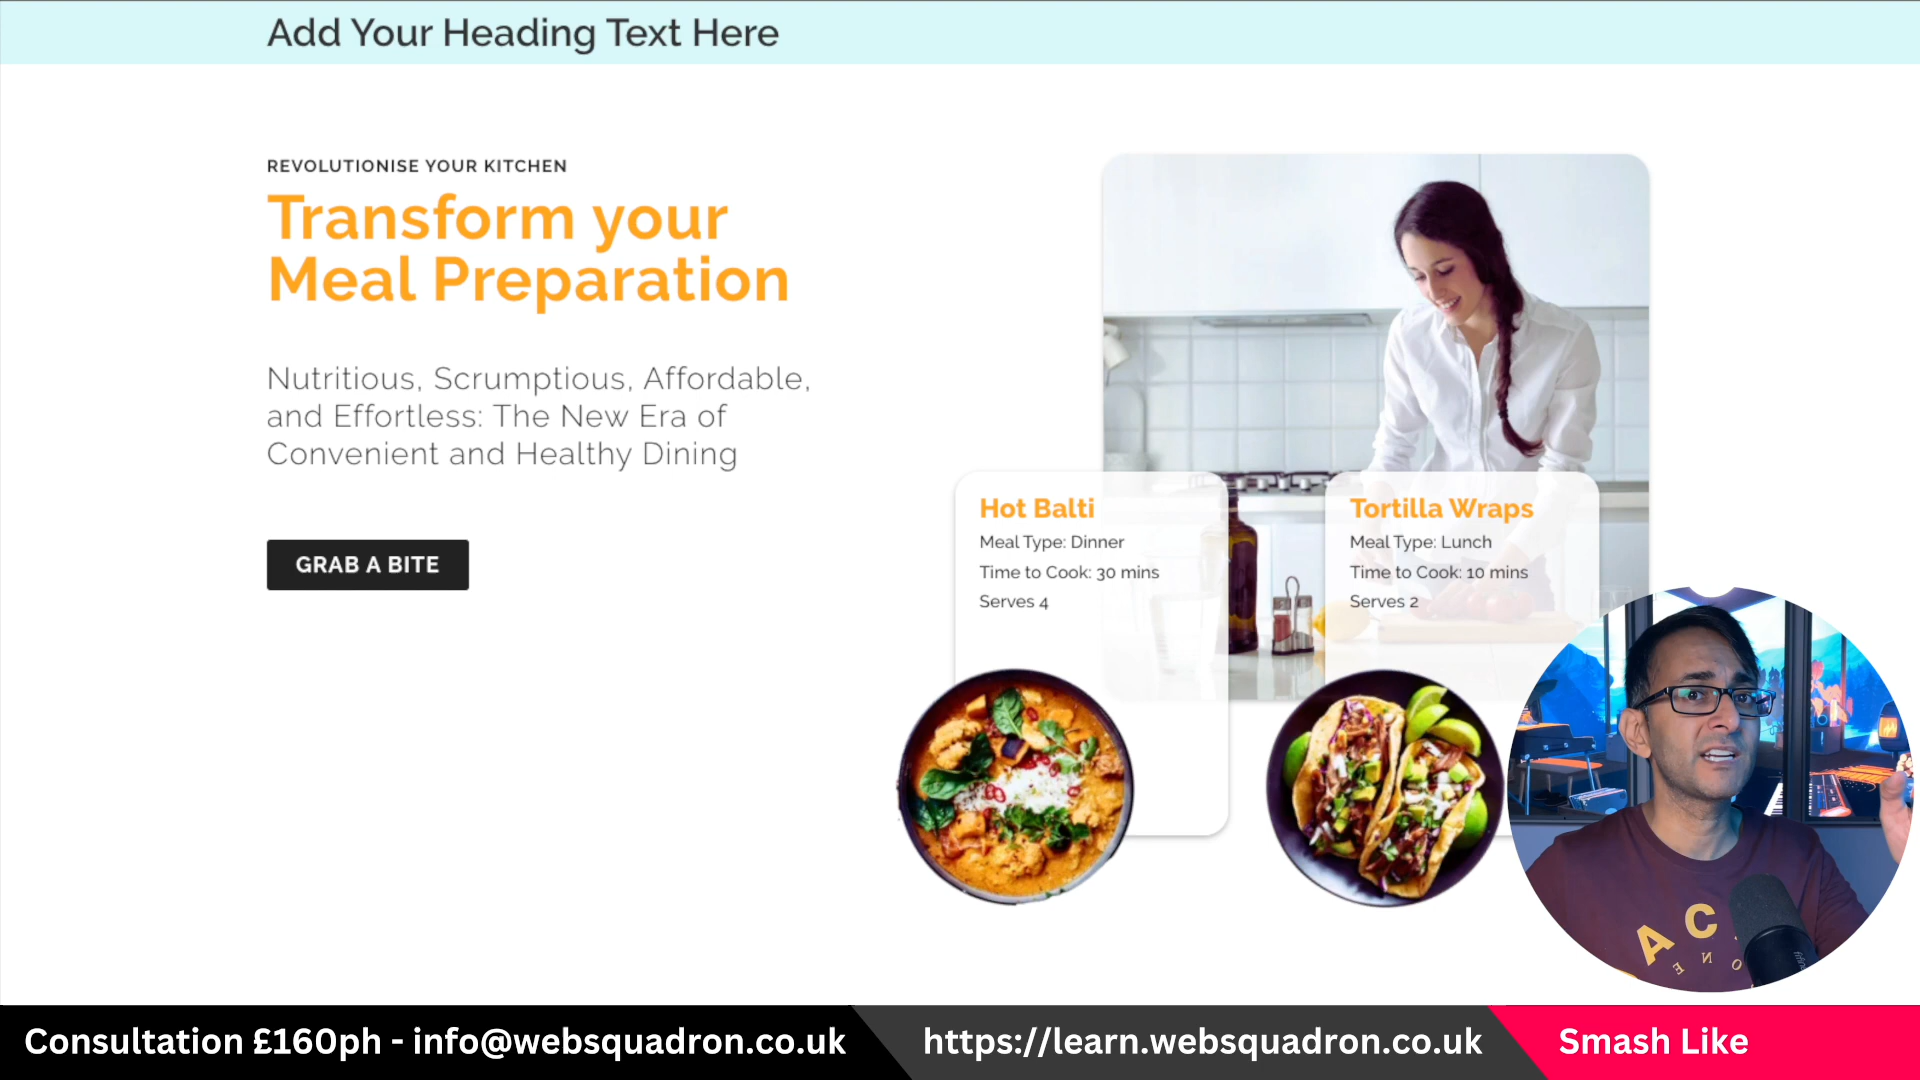 Add Your Heading Text Here
REVOLUTIONISE YOUR KITCHEN
Transform your
Meal Preparation
Nutritious, Scrumptious, Affordable,
and Effortless: The New Era of
Convenient and Healthy Dining
GRAB A BITE
Hot Balti
Meal Type: Dinner
Time to Cook: 30 mins
Serves 4
Tortilla Wraps
Meal Type: Lunch
Time to Cook: 10 mins
Serves 2
Consultation £160ph - info@websquadron.co.uk
https://learn.websquadron.co.uk
Smash Like